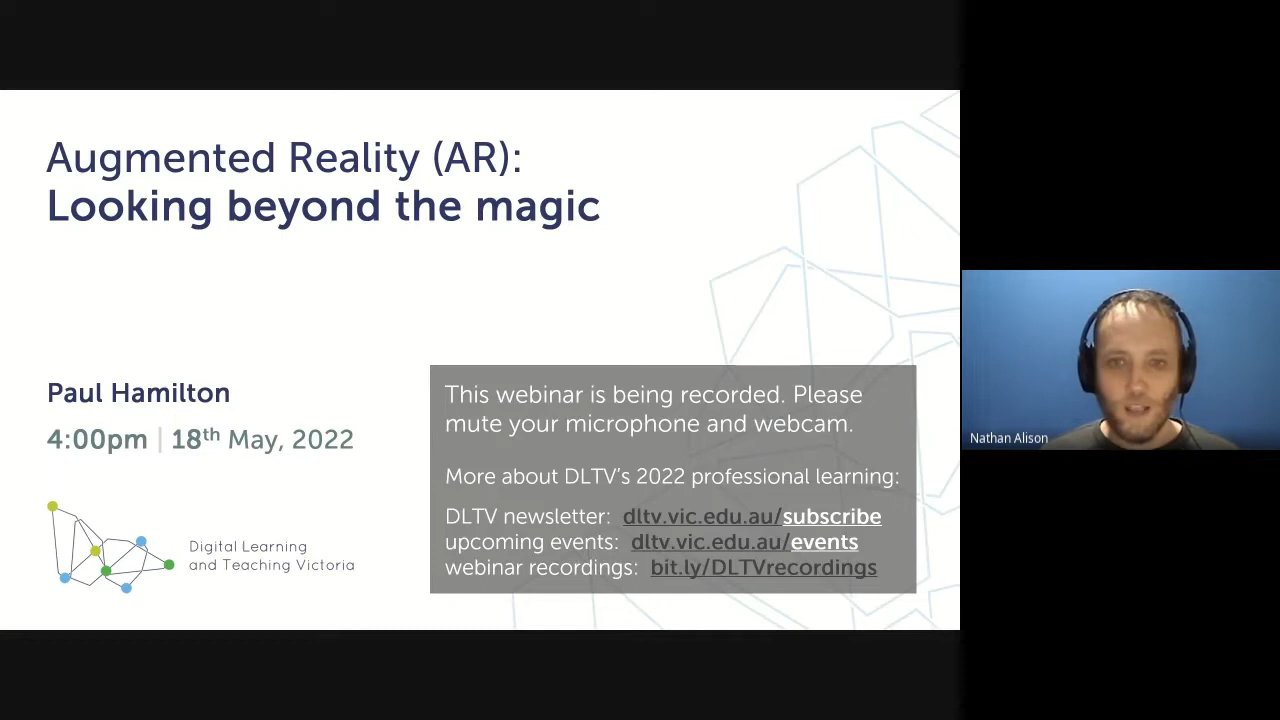 Augmented Reality (AR):
Looking beyond the magic
Paul Hamilton
4:00pm | 18th May, 2022
Digital Learning
and Teaching Victoria
This webinar is being recorded. Please
mute your microphone and webcam.
More about DLTV's 2022 professional learning:
DLTV newsletter: dltv.vic.edu.au/subscribe
upcoming events: dltv.vic.edu.au/events
webinar recordings: bit.ly/DLTVrecordings
Nathan Alison